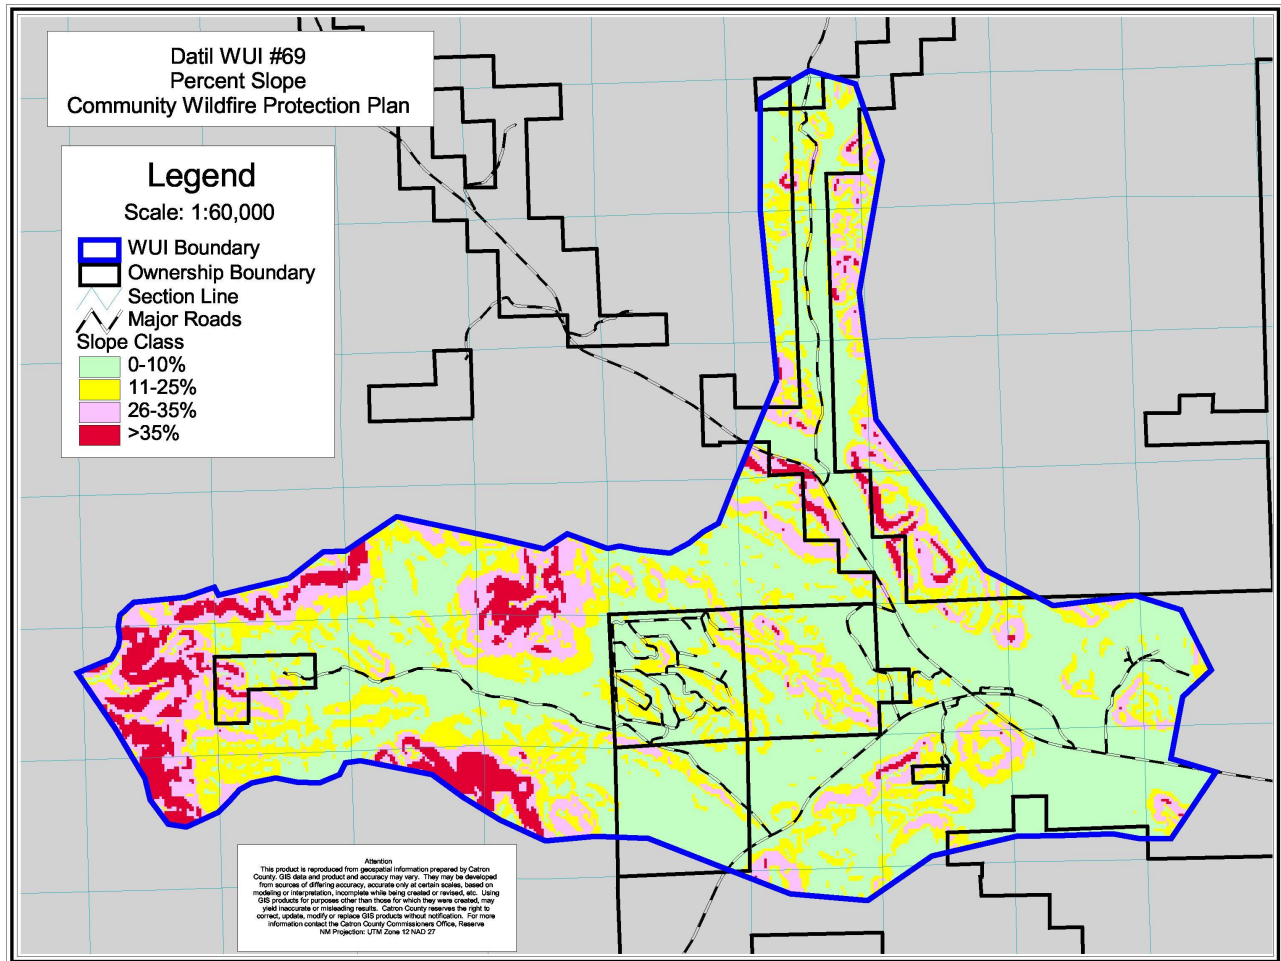 Datil WUI #69
Percent Slope
Community Wildfire Protection Plan
Legend
Scale: 1:60,000
WUI Boundary
Ownership Boundary
Section Line
Major Roads
Slope Class
0-10%
11-25%
26-35%
>35%
Attention
This product is reproduced from geospatial information prepared by Catron
County. GIS data and product and accuracy may vary. They may be developed
from sources of differing accuracy, accurate only at certain scales, based on
modeling or interpretation, incomplete while being created or revised, etc. Using
GIS products for purposes other than those for which they were created, may
yield inaccurate or misleading results. Catron County reserves the right to
correct, update, modify or replace GIS products without notification. For more
information contact the Catron County Commissioners Office, Reserve
NM Projection: UTM Zone 12 NAD 27